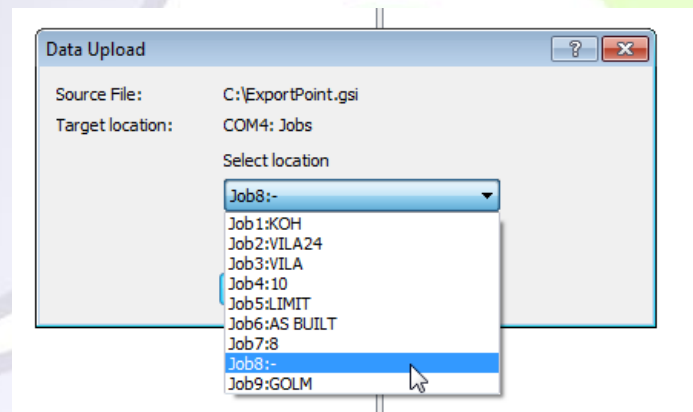 Data Upload
Source File: C:\ExportPoint.gsi
Target location: COM4: Jobs
Select location
Job8:-
Job1:KOH
Job2:VILA24
Job3:VILA
Job4:10
Job5:LIMIT
Job6:AS BUILT
Job7:8
Job8:-
Job9:GOLM